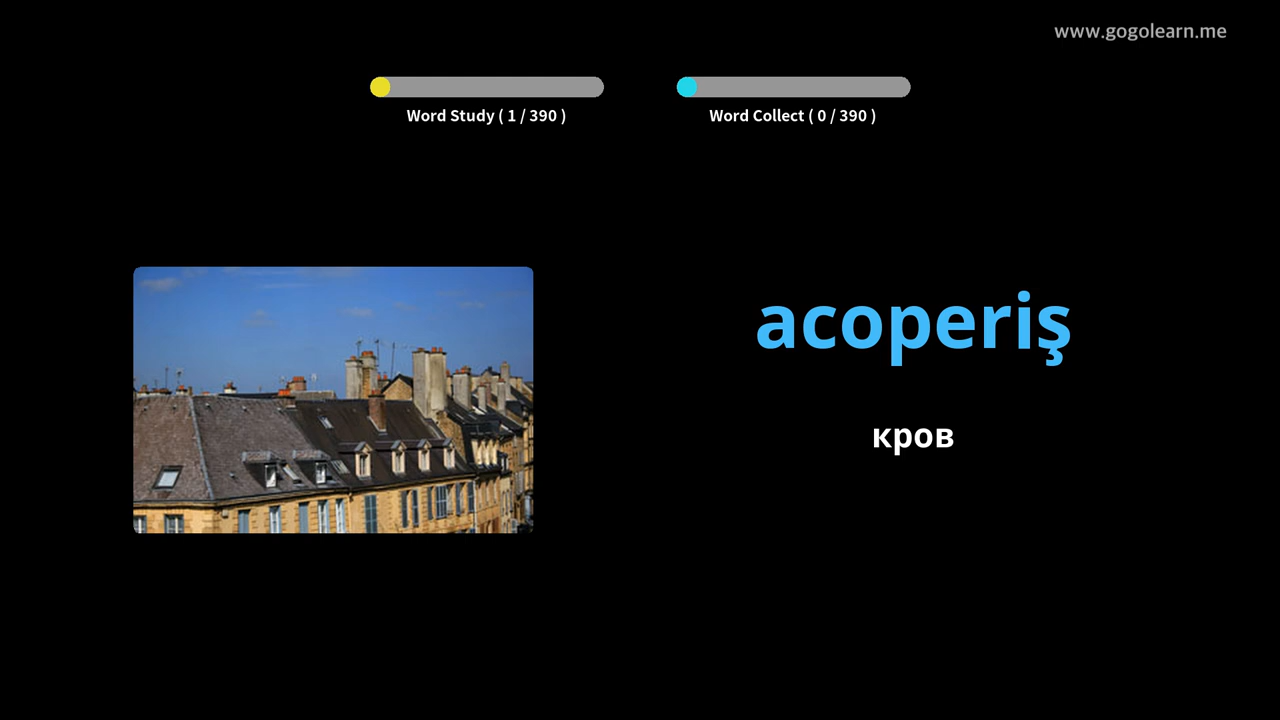 www.gogolearn.me
Word Study ( 1 / 390 )
Word Collect ( 0 / 390 )
acoperiş
кров